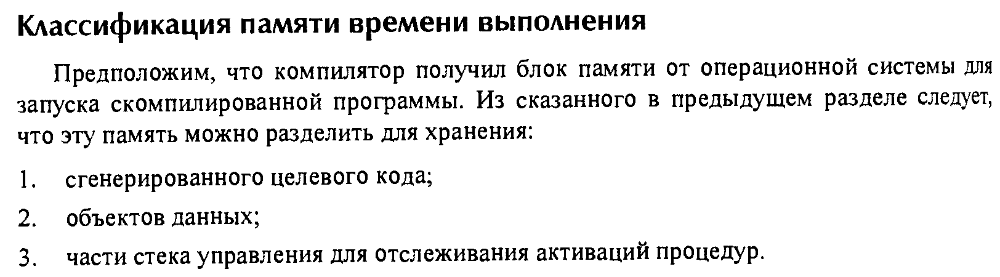 Классификация памяти времени выполнения
Предположим, что компилятор получил блок памяти от операционной системы для
запуска скомпилированной программы. Из сказанного в предыдущем разделе следует,
что эту память можно разделить для хранения:
1. сгенерированного целевого кода;
2. объектов данных;
3. части стека управления для отслеживания активаций процедур.